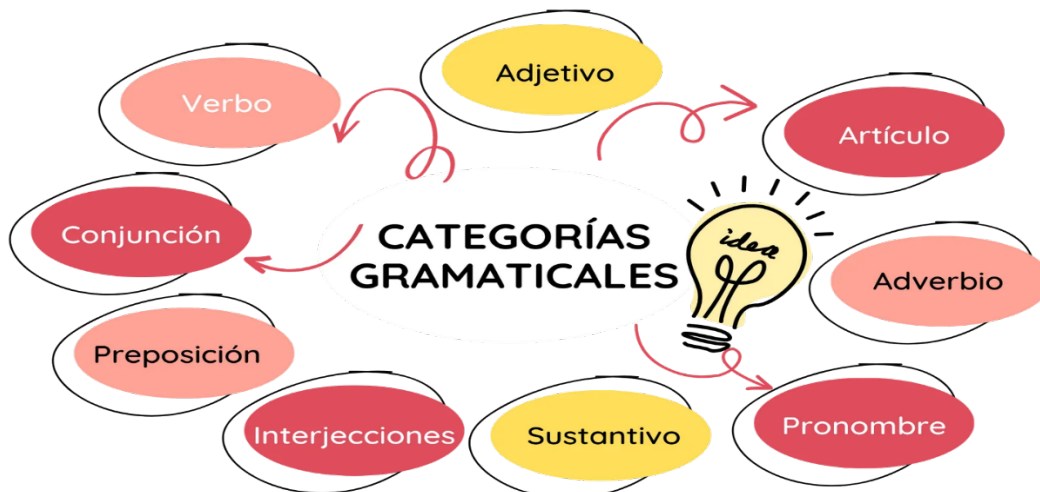 Adjetivo
Verbo
Artículo
Conjunción
CATEGORÍAS
GRAMATICALES
idea
Adverbio
Preposición
Interjecciones
Sustantivo
Pronombre